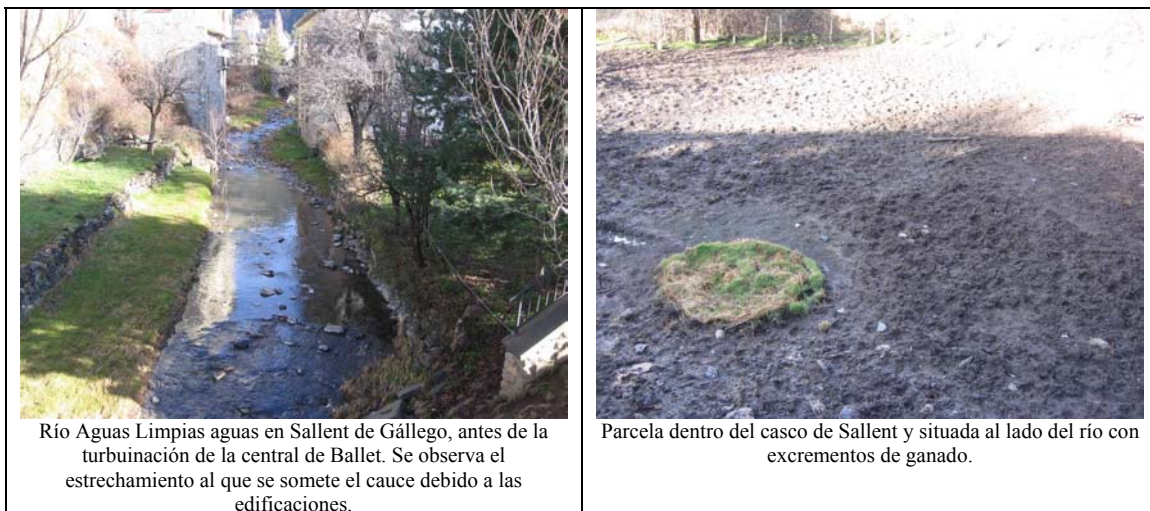 Río Aguas Limpias aguas en Sallent de Gállego, antes de la
turbuinación de la central de Ballet. Se observa el
estrechamiento al que se somete el cauce debido a las
edificaciones.
Parcela dentro del casco de Sallent y situada al lado del río con
excrementos de ganado.